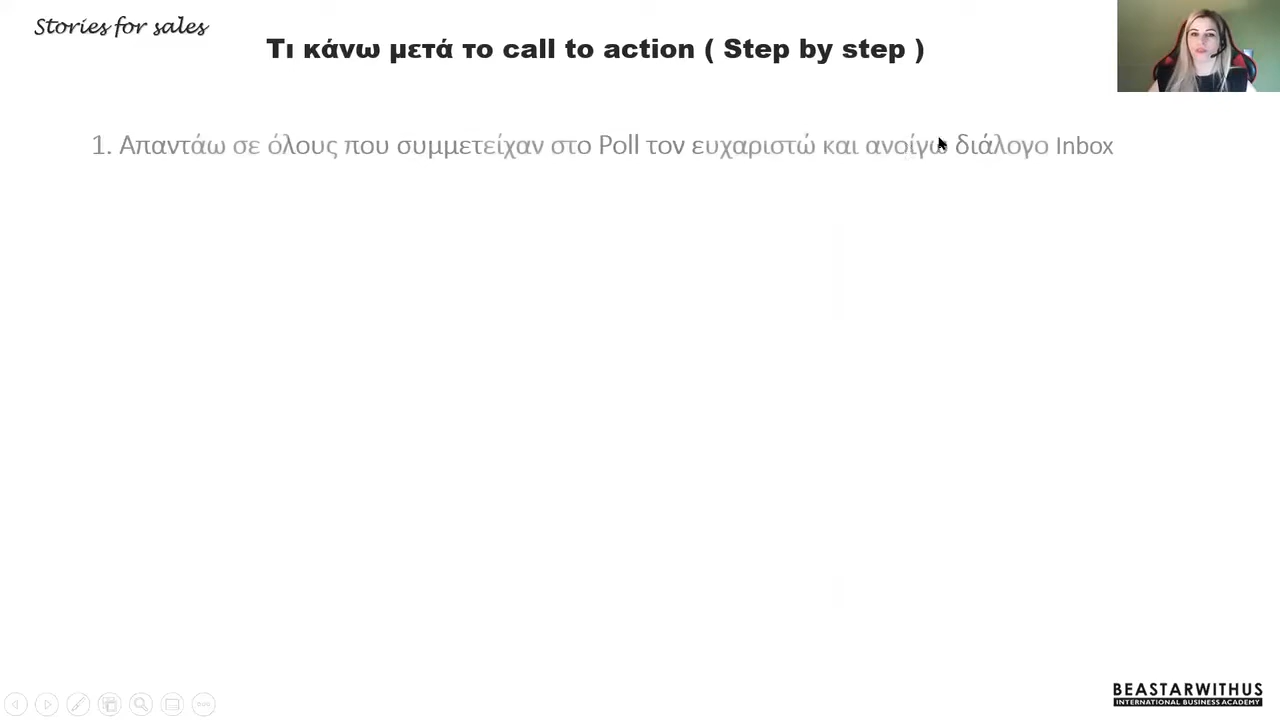 Stories for sales
Τι κάνω μετά το call to action ( Step by step )
1. Απαντάω σε όλους που συμμετείχαν στο Poll τον ευχαριστώ και ανοίγω διάλογο Inbox
BEASTARWITHUS
INTERNATIONAL BUSINESS ACADEMY